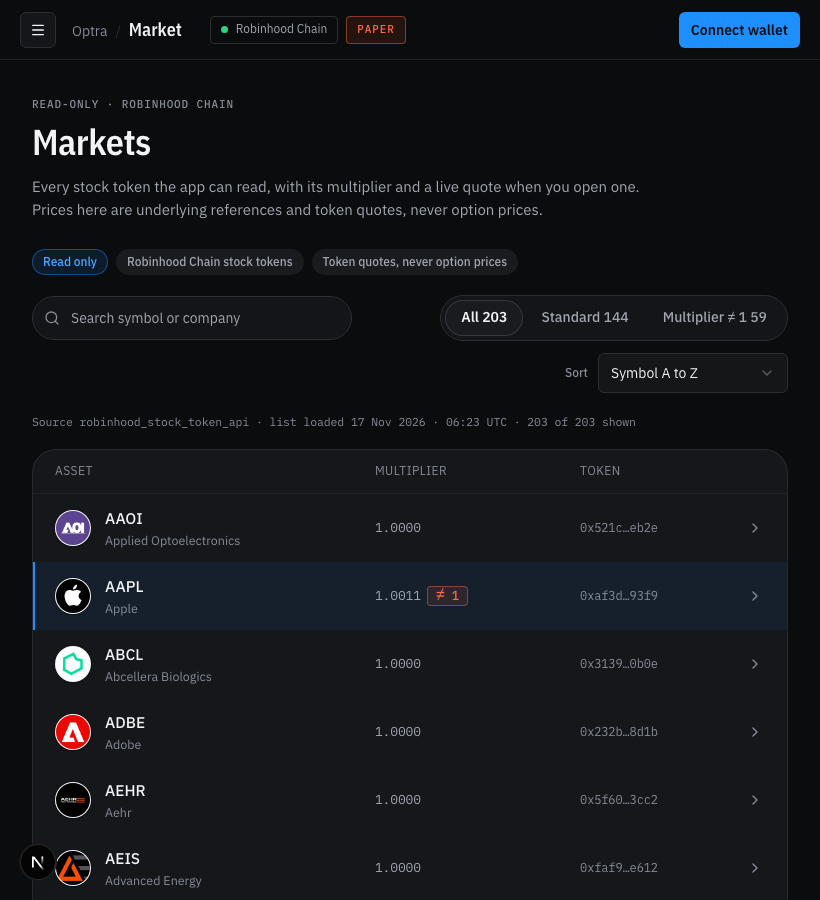 Optra / Market
Robinhood Chain
PAPER
Connect wallet
READ-ONLY · ROBINHOOD CHAIN
Markets
Every stock token the app can read, with its multiplier and a live quote when you open one.
Prices here are underlying references and token quotes, never option prices.
Read only
Robinhood Chain stock tokens
Token quotes, never option prices
Search symbol or company
All 203
Standard 144
Multiplier ≠ 1 59
Sort
Symbol A to Z
Source robinhood_stock_token_api · list loaded 17 Nov 2026 · 06:23 UTC · 203 of 203 shown
ASSET MULTIPLIER TOKEN
AOI
AAOI
Applied Optoelectronics
1.0000
0x521c…eb2e
AAPL
Apple
1.0011 ≠ 1
0xaf3d…93f9
ABCL
Abcellera Biologics
1.0000
0x3139…0b0e
ADBE
Adobe
1.0000
0x232b…8d1b
AEHR
Aehr
1.0000
0x5f60…3cc2
N
AEIS
Advanced Energy
1.0000
0xfaf9…e612